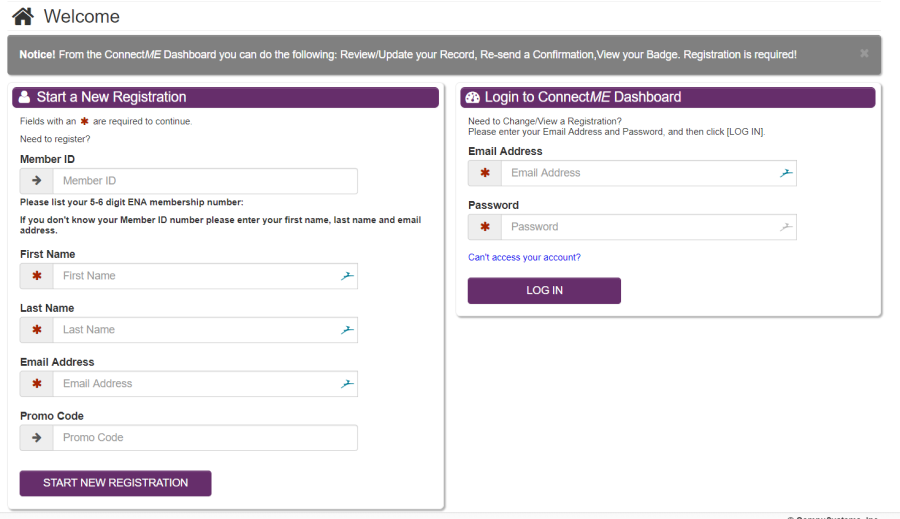 Welcome
Notice! From the ConnectME Dashboard you can do the following: Review/Update your Record, Re-send a Confirmation,View your Badge. Registration is required!
×
Start a New Registration
Fields with an * are required to continue.
Need to register?
Member ID
Member ID
Please list your 5-6 digit ENA membership number:
If you don't know your Member ID number please enter your first name, last name and email
address.
First Name
* First Name
Last Name
* Last Name
Email Address
* Email Address
Promo Code
Promo Code
START NEW REGISTRATION
Login to ConnectME Dashboard
Need to Change/View a Registration?
Please enter your Email Address and Password, and then click [LOG IN].
Email Address
* Email Address
Password
* Password
Can't access your account?
LOG IN